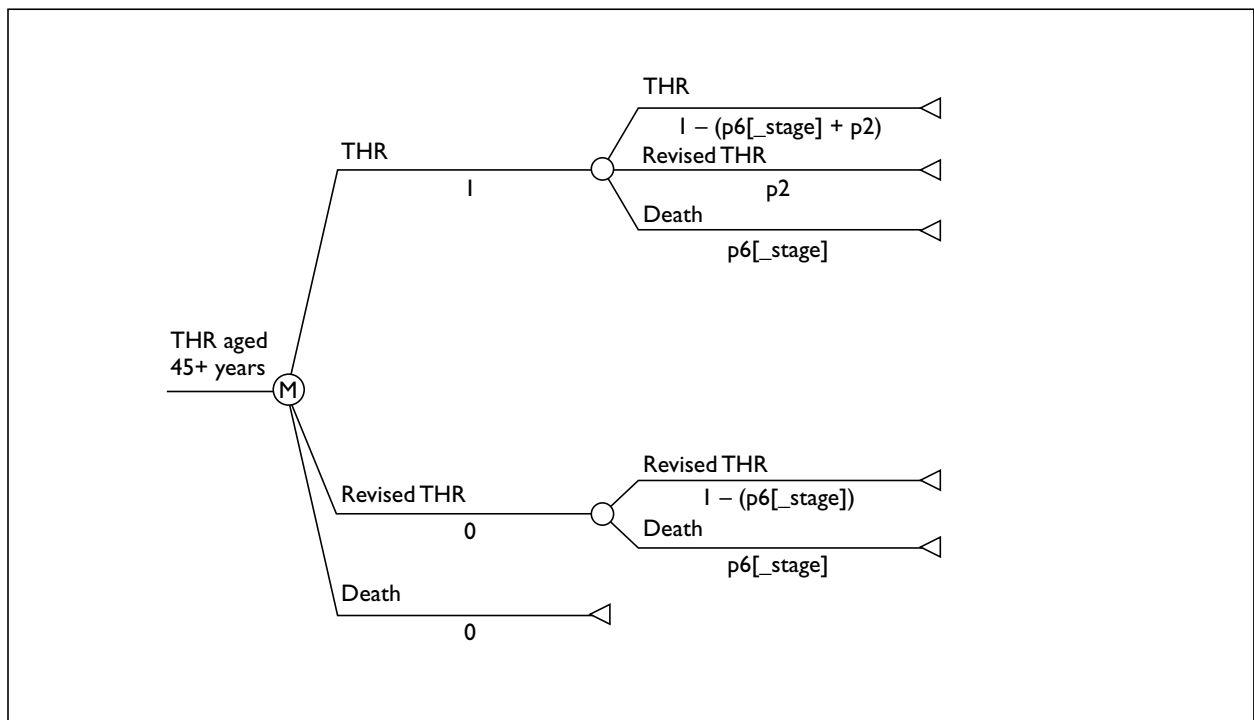 THR
1 – (p6[_stage] + p2)
THR
Revised THR
1
p2
Death
p6[_stage]
THR aged
45+ years
M
Revised THR
1 – (p6[_stage])
Revised THR
0
Death
p6[_stage]
Death
0